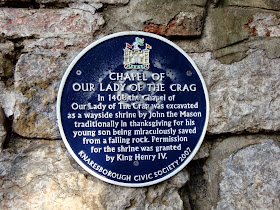 CHAPEL OF
OUR LADY OF THE CRAG
In 1408 the Chapel of
Our Lady of The Crag was excavated
as a wayside shrine by John the Mason
traditionally in thanksgiving for his
young son being miraculously saved
from a falling rock. Permission
for the shrine was granted
by King Henry IV.
KNARESBOROUGH CIVIC SOCIETY